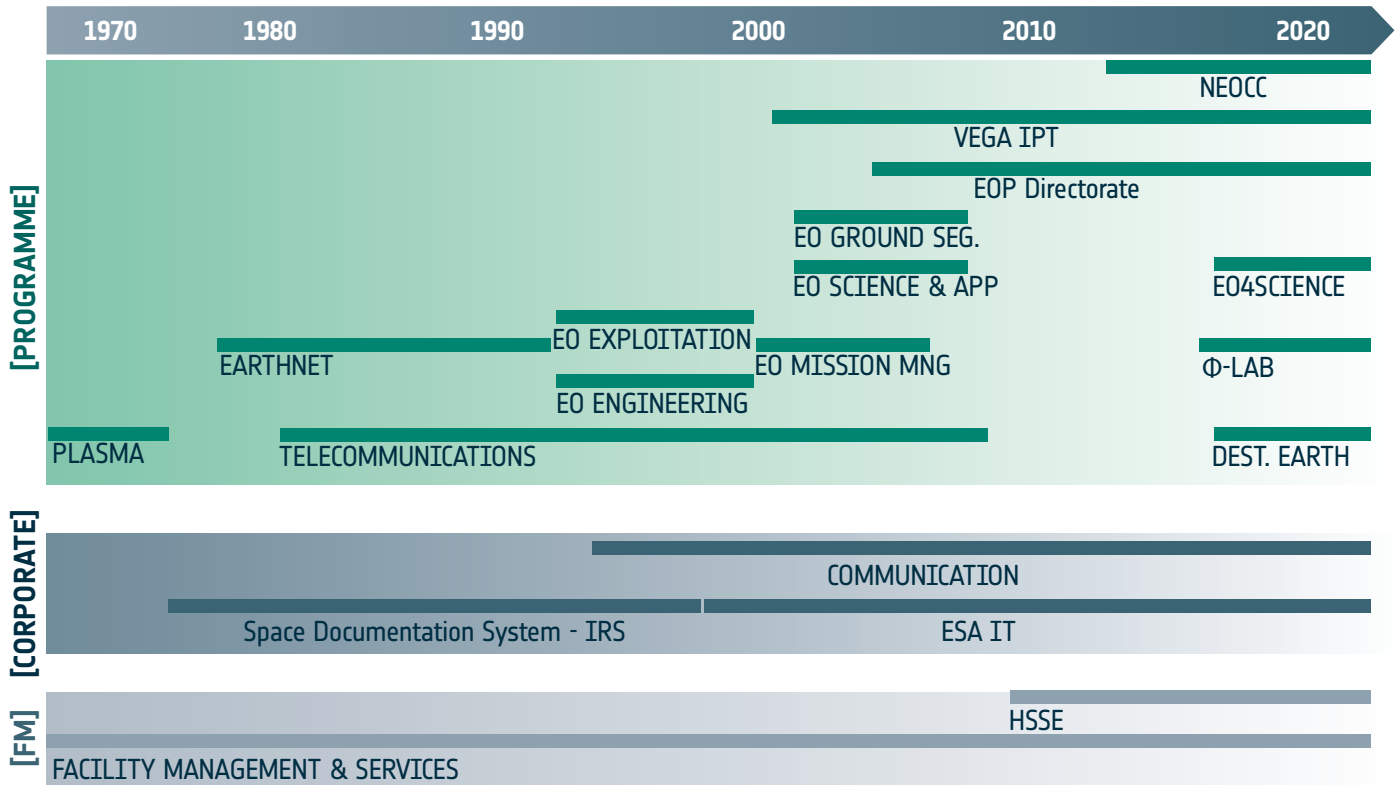 1970 1980 1990 2000 2010 2020
[PROGRAMME]
NEOCC
VEGA IPT
EOP Directorate
EO GROUND SEG.
EO SCIENCE & APP
EO4SCIENCE
EO EXPLOITATION
EARTHNET
EO MISSION MNG
Φ-LAB
EO ENGINEERING
PLASMA
TELECOMMUNICATIONS
DEST. EARTH
[CORPORATE]
COMMUNICATION
Space Documentation System - IRS
ESA IT
[FM]
HSSE
FACILITY MANAGEMENT & SERVICES